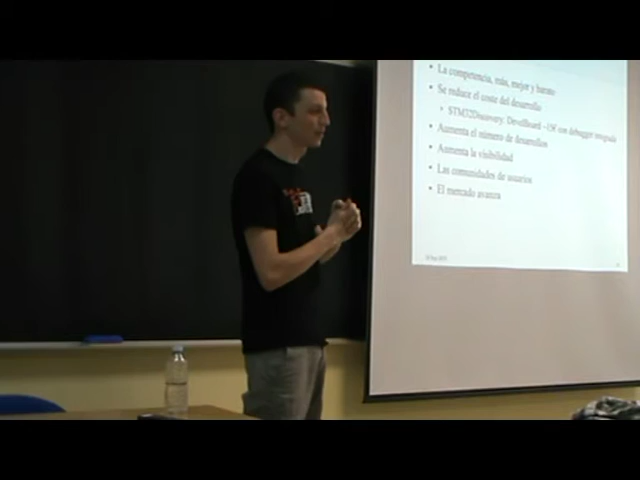 • La competencia, más, mejor y barato
• Se reduce el coste del desarrollo
• STM32Discovery: DevelBoard ~15€ con debugger integrado
• Aumenta el número de desarrollos
• Aumenta la visibilidad
• Las comunidades de usuarios
• El mercado avanza